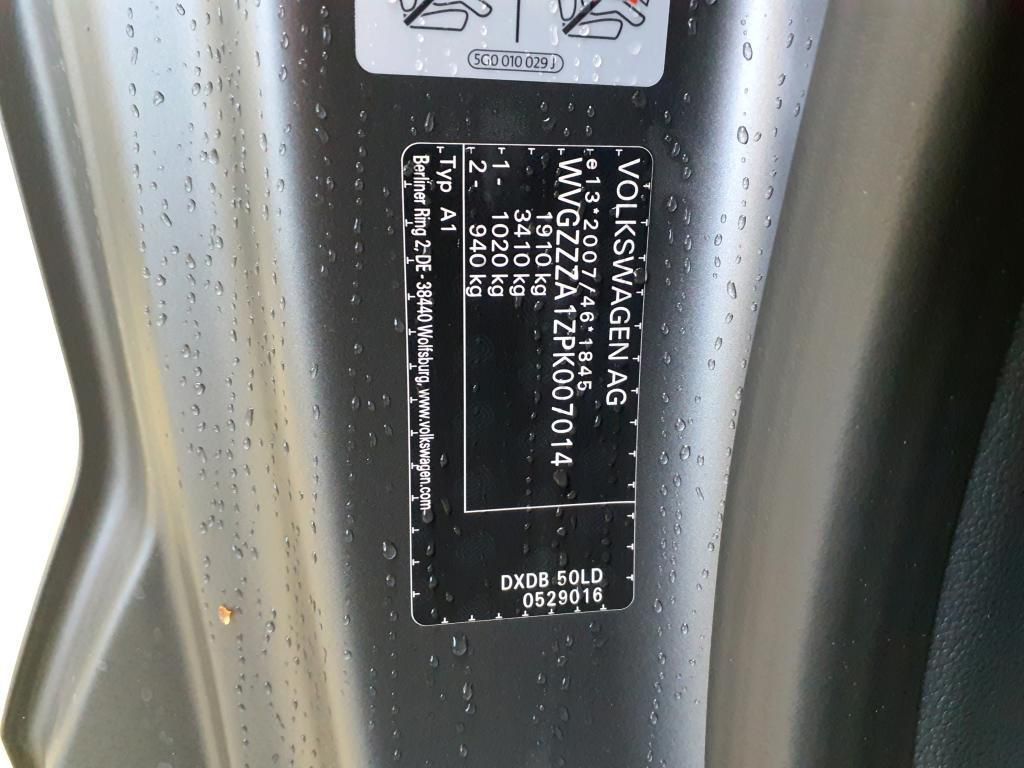 5G0 010 029 J
VOLKSWAGEN AG
e13*2007/46*1845
WVGZZZA1ZPK007014
1910 kg
3410 kg
1 - 1020 kg
2 - 940 kg
Typ A1
Berliner Ring 2, DE - 38440 Wolfsburg, www.volkswagen.com
DXDB 50LD
0529016